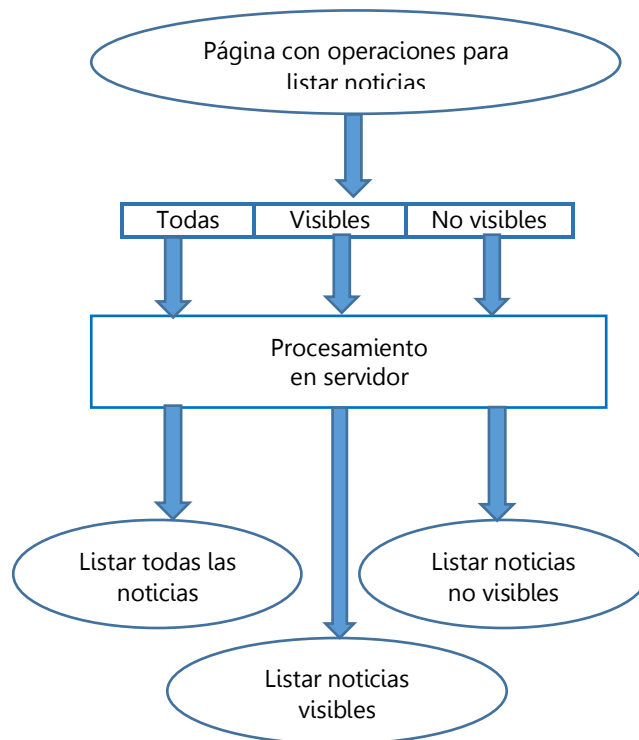 Página con operaciones para
listar noticias
Todas Visibles No visibles
Procesamiento
en servidor
Listar todas las
noticias
Listar noticias
no visibles
Listar noticias
visibles